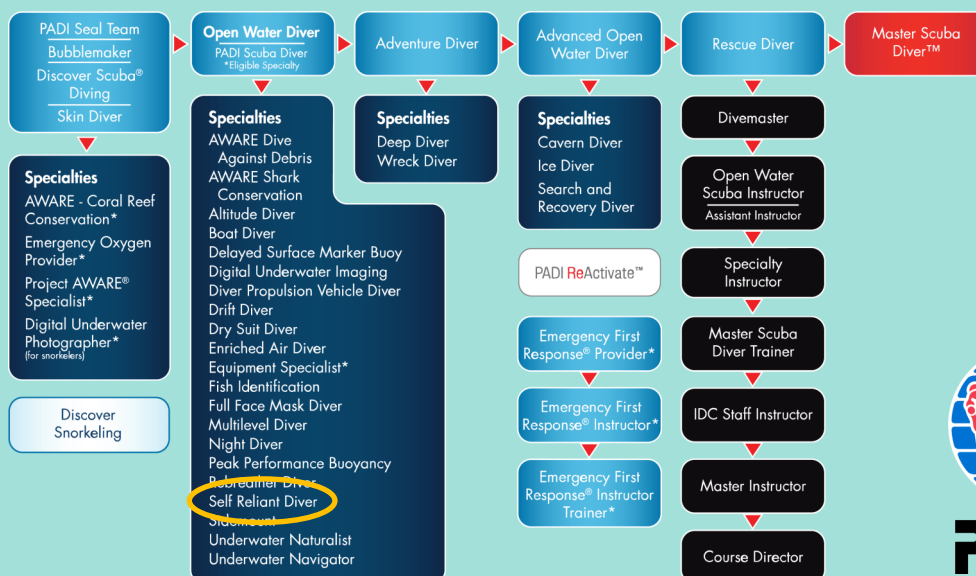 PADI Seal Team
Bubblemaker
Discover Scuba®
Diving
Skin Diver
Specialties
AWARE - Coral Reef
Conservation*
Emergency Oxygen
Provider*
Project AWARE®
Specialist*
Digital Underwater
Photographer*
(for snorkelers)
Discover
Snorkeling
Open Water Diver
PADI Scuba Diver
*Eligible Specialty
Specialties
AWARE Dive
Against Debris
AWARE Shark
Conservation
Altitude Diver
Boat Diver
Delayed Surface Marker Buoy
Digital Underwater Imaging
Diver Propulsion Vehicle Diver
Drift Diver
Dry Suit Diver
Enriched Air Diver
Equipment Specialist*
Fish Identification
Full Face Mask Diver
Multilevel Diver
Night Diver
Peak Performance Buoyancy
Rebreather Diver
Self Reliant Diver
Sidemount
Underwater Naturalist
Underwater Navigator
Adventure Diver
Specialties
Deep Diver
Wreck Diver
Advanced Open
Water Diver
Specialties
Cavern Diver
Ice Diver
Search and
Recovery Diver
PADI ReActivate™
Emergency First
Response® Provider*
Emergency First
Response® Instructor*
Emergency First
Response® Instructor
Trainer*
Rescue Diver
Divemaster
Open Water
Scuba Instructor
Assistant Instructor
Specialty
Instructor
Master Scuba
Diver Trainer
IDC Staff Instructor
Master Instructor
Course Director
Master Scuba
Diver™